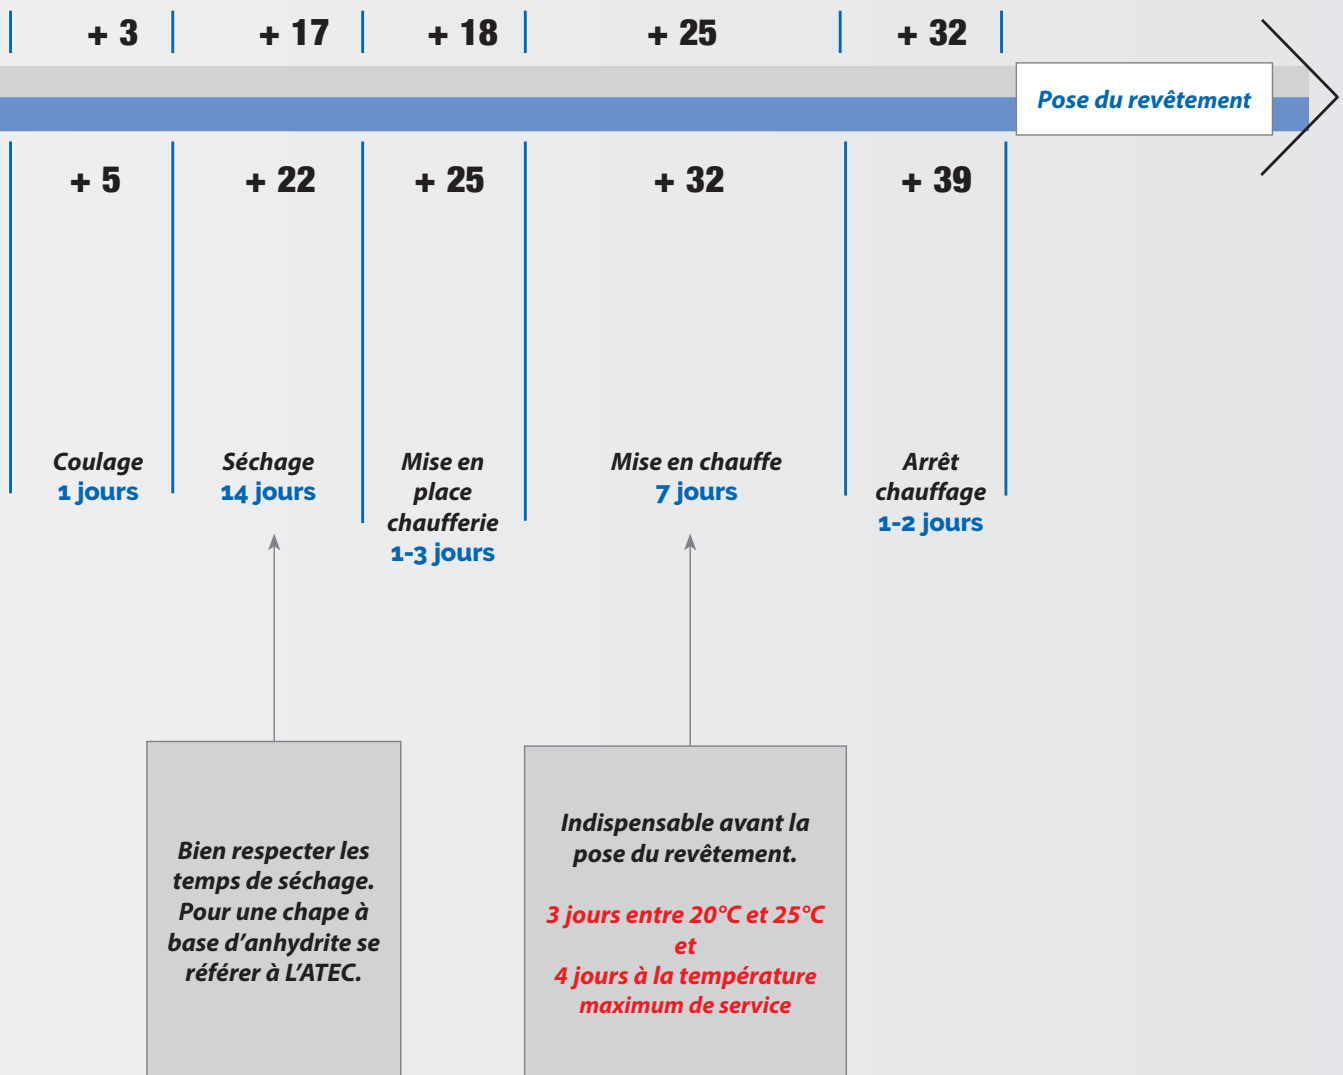 + 3
+ 17
+ 18
+ 25
+ 32
Pose du revêtement
+ 5
+ 22
+ 25
+ 32
+ 39
Coulage
1 jours
Séchage
14 jours
Mise en
place
chaufferie
1-3 jours
Mise en chauffe
7 jours
Arrêt
chauffage
1-2 jours
Bien respecter les
temps de séchage.
Pour une chape à
base d’anhydrite se
référer à L’ATEC.
Indispensable avant la
pose du revêtement.
3 jours entre 20°C et 25°C
et
4 jours à la température
maximum de service